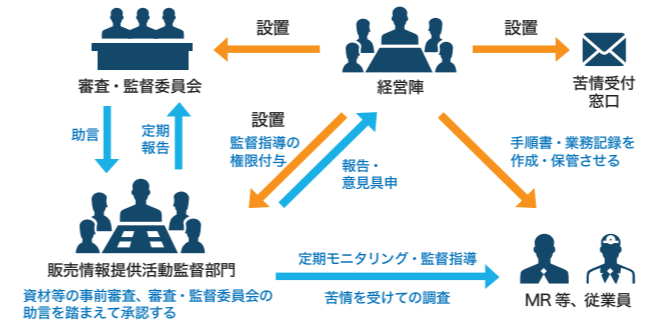 設置
設置
審査・監督委員会
経営陣
苦情受付
窓口
助言
定期
報告
設置
監督指導の
権限付与
報告・
意見具申
手順書・業務記録を
作成・保管させる
販売情報提供活動監督部門
資材等の事前審査、審査・監督委員会の
助言を踏まえて承認する
定期モニタリング・監督指導
苦情を受けての調査
MR 等、従業員